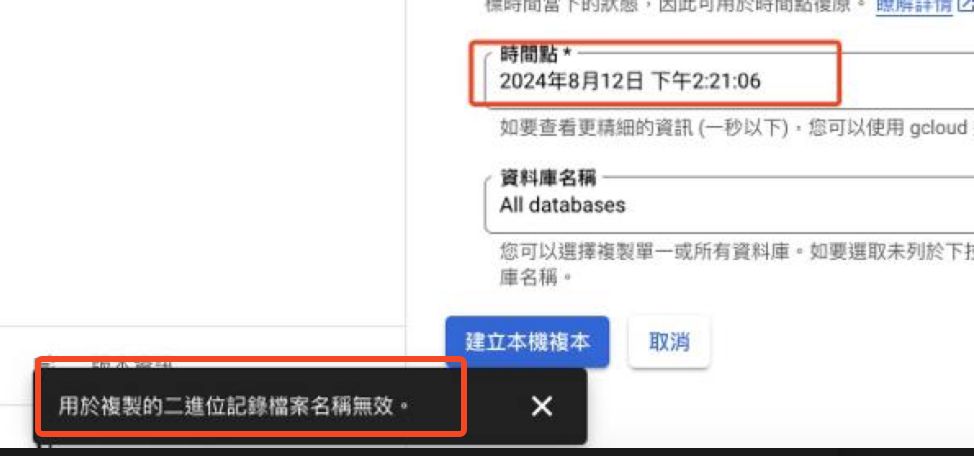 標時間當下的狀態，因此可用於時間點復原。 瞭解詳情
時間點 *
2024年8月12日 下午2:21:06
如要查看更精細的資訊 (一秒以下)，您可以使用 gcloud
資料庫名稱
All databases
您可以選擇複製單一或所有資料庫。如要選取未列於下
庫名稱。
建立本機複本 取消
版本資訊
用於複製的二進位記錄檔案名稱無效。